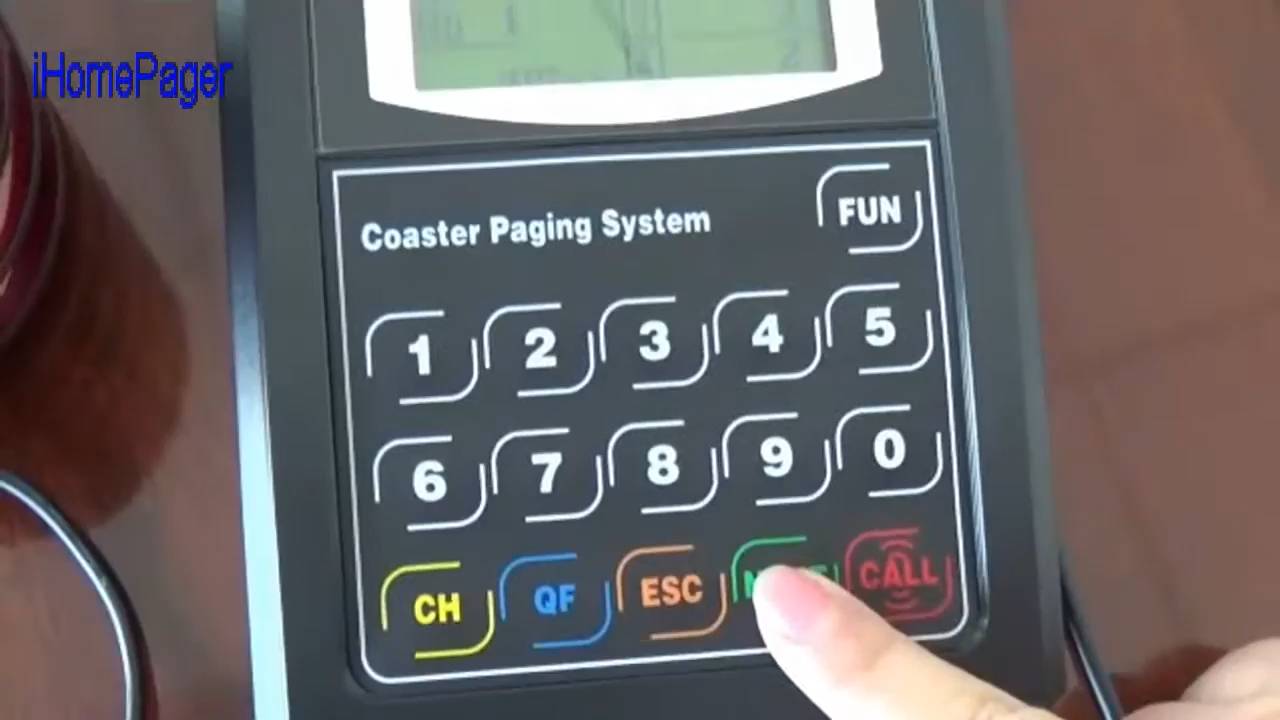 iHomePager
Coaster Paging System
FUN
1 2 3 4 5
6 7 8 9 0
CH QF ESC CALL